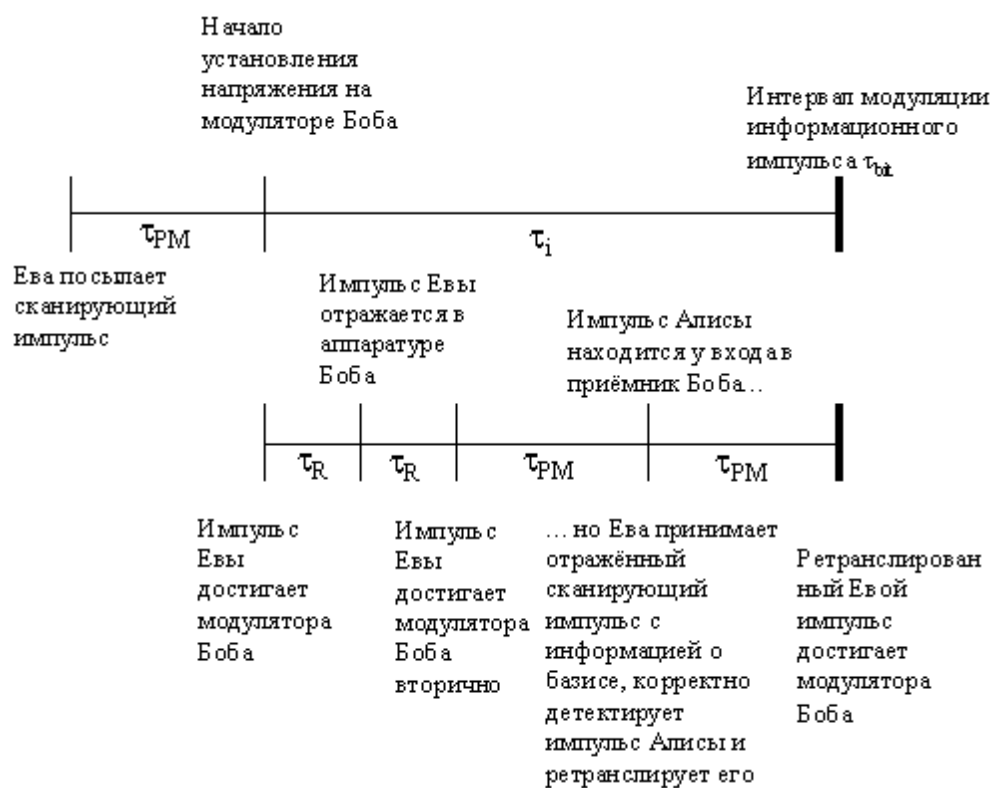 Начало
установления
напряжения на
модуляторе Боба
Интервал модуляции
информационного
импульса τbit
τPM
τi
Ева посылает
сканирующий
импульс
Импульс Евы
отражается в
аппаратуре
Боба
Импульс Алисы
находится у входа в
приёмник Боба...
τR
τR
τPM
τPM
Импульс
Евы
достигает
модулятора
Боба
Импульс
Евы
достигает
модулятора
Боба
вторично
... но Ева принимает
отражённый
сканирующий
импульс с
информацией о
базисе, корректно
детектирует
импульс Алисы и
ретранслирует его
Ретранслирован
ный Евой
импульс
достигает
модулятора
Боба